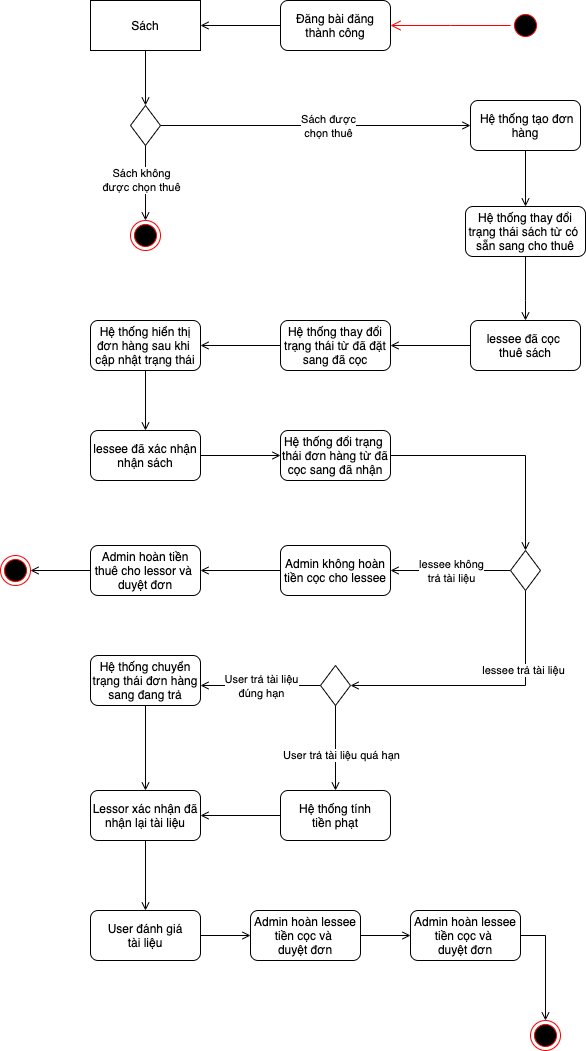 Sách
Đăng bài đăng
thành công
Sách được
chọn thuê
Hệ thống tạo đơn
hàng
Sách không
được chọn thuê
Hệ thống thay đổi
trạng thái sách từ có
sẵn sang cho thuê
Hệ thống hiển thị
đơn hàng sau khi
cập nhật trạng thái
Hệ thống thay đổi
trạng thái từ đã đặt
sang đã cọc
lessee đã cọc
thuê sách
lessee đã xác nhận
nhận sách
Hệ thống đổi trạng
thái đơn hàng từ đã
cọc sang đã nhận
Admin hoàn tiền
thuê cho lessor và
duyệt đơn
Admin không hoàn
tiền cọc cho lessee
lessee không
trả tài liệu
lessee trả tài liệu
Hệ thống chuyển
trạng thái đơn hàng
sang đang trả
User trả tài liệu
đúng hạn
User trả tài liệu quá hạn
Lessor xác nhận đã
nhận lại tài liệu
Hệ thống tính
tiền phạt
User đánh giá
tài liệu
Admin hoàn lessee
tiền cọc và
duyệt đơn
Admin hoàn lessee
tiền cọc và
duyệt đơn